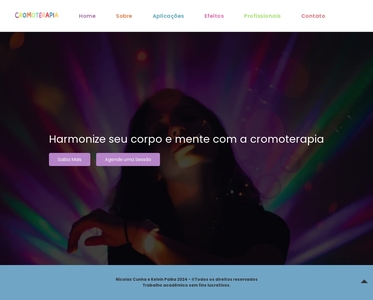 CROMOTERAPIA
Home Sobre Aplicações Efeitos Profissionais Contato
Harmonize seu corpo e mente com a cromoterapia
Saiba Mais Agende uma Sessão
Nicolas Cunha e Kelvin Paiba 2024 - ©Todos os direitos reservados
Trabalho acadêmico sem fins lucrativos.